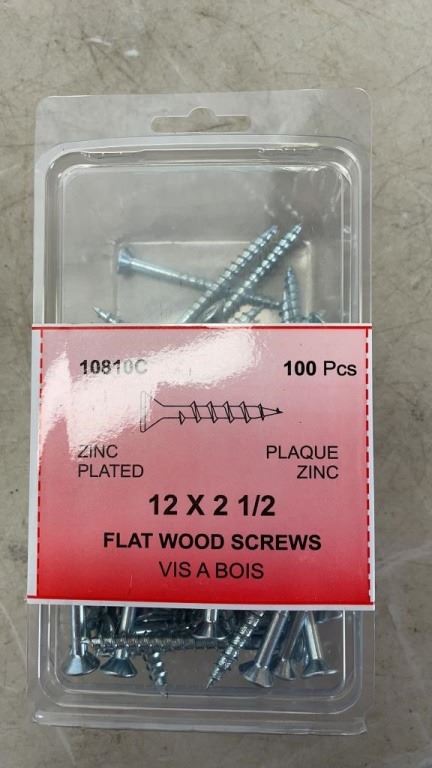 10810C 100 Pcs
ZINC PLAQUE
PLATED ZINC
12 X 2 1/2
FLAT WOOD SCREWS
VIS A BOIS